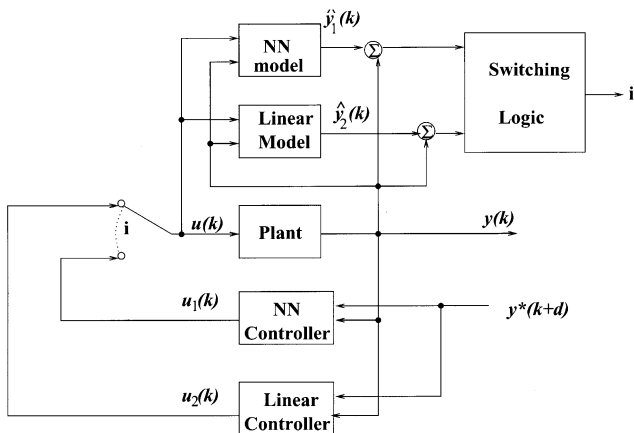 ŷ₁(k)
NN
model
Σ
Switching
Logic
i
Linear
Model
ŷ₂(k)
Σ
i
u(k)
Plant
y(k)
u₁(k)
NN
Controller
y*(k+d)
u₂(k)
Linear
Controller